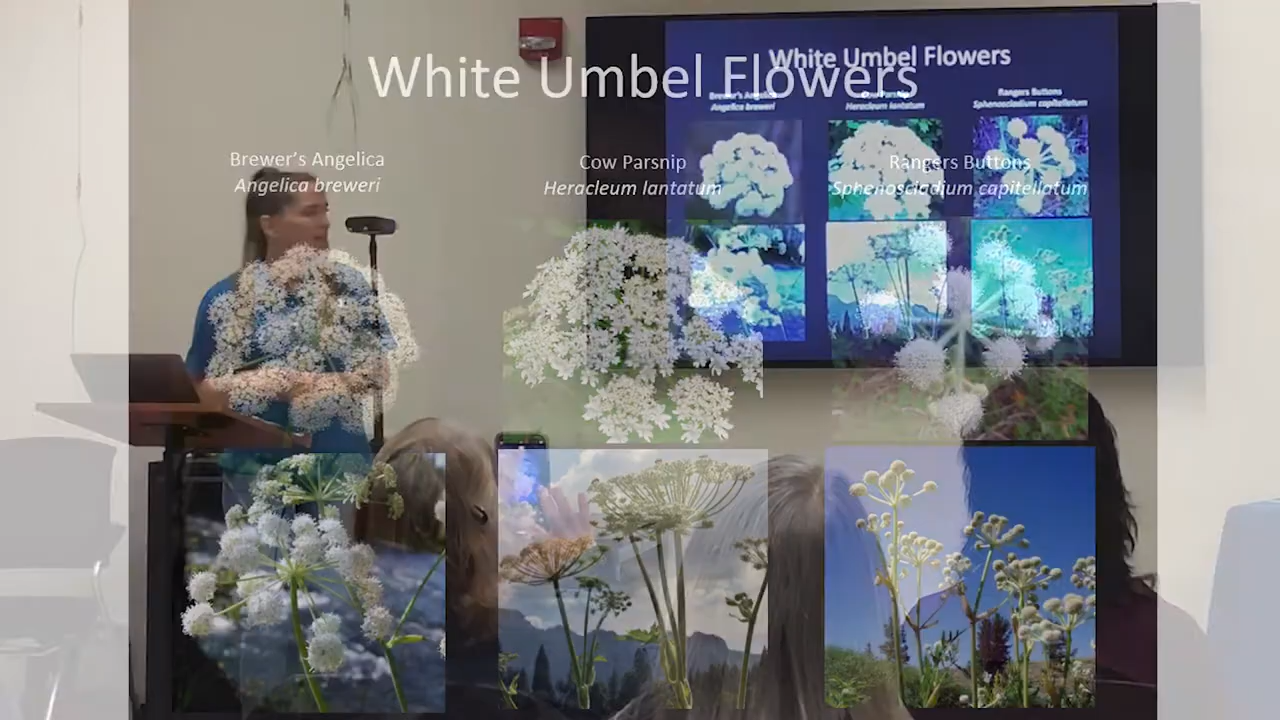 White Umbel Flowers
Brewer's Angelica
Angelica breweri
Cow Parsnip
Heracleum lantatum
Rangers Buttons
Sphenosciadium capitellatum
White Umbel Flowers
Brewer's Angelica
Angelica breweri
Cow Parsnip
Heracleum lantatum
Rangers Buttons
Sphenosciadium capitellatum